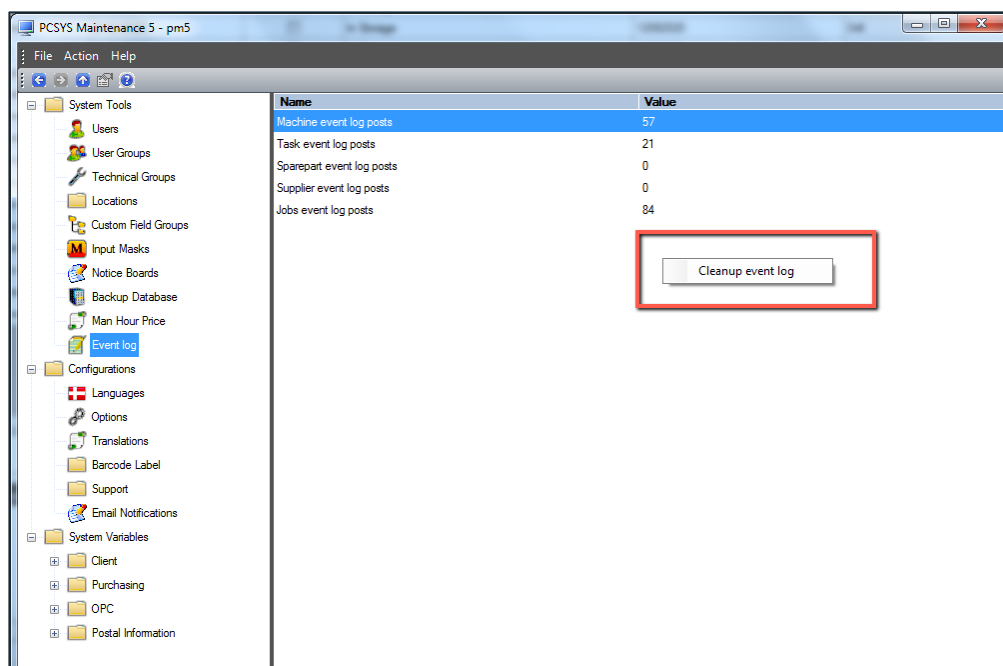 PCSYS Maintenance 5 - pm5
File Action Help
System Tools
Users
User Groups
Technical Groups
Locations
Custom Field Groups
Input Masks
Notice Boards
Backup Database
Man Hour Price
Event log
Configurations
Languages
Options
Translations
Barcode Label
Support
Email Notifications
System Variables
Client
Purchasing
OPC
Postal Information
Name Value
Machine event log posts 57
Task event log posts 21
Sparepart event log posts 0
Supplier event log posts 0
Jobs event log posts 84
Cleanup event log